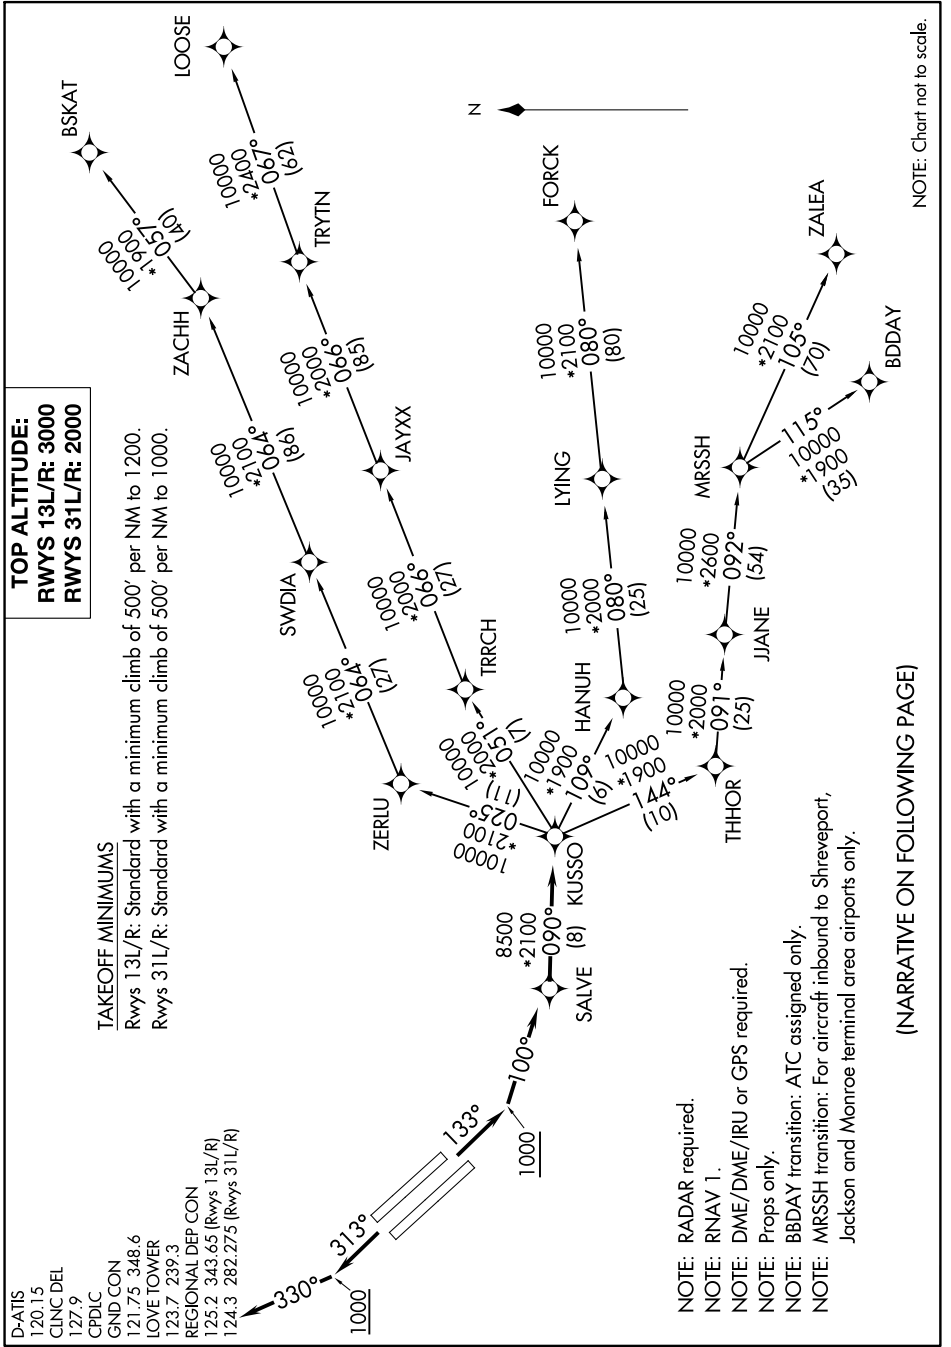 D-ATIS
120.15
CLNC DEL
127.9
CPDLC
GND CON
121.75 348.6
LOVE TOWER
123.7 239.3
REGIONAL DEP CON
125.2 343.65 (Rwys 13L/R)
124.3 282.275 (Rwys 31L/R)
TOP ALTITUDE:
RWYS 13L/R: 3000
RWYS 31L/R: 2000
TAKEOFF MINIMUMS
Rwys 13L/R: Standard with a minimum climb of 500' per NM to 1200.
Rwys 31L/R: Standard with a minimum climb of 500' per NM to 1000.
BSKAT
10000
*1900
057°
(40)
ZACHH
10000
*2100
064°
(86)
SWDIA
10000
*2100
064°
(27)
ZERLU
10000
*2100
025°
(11)
LOOSE
10000
*2400
067°
(62)
TRYTN
10000
*2000
066°
(85)
JAYXX
10000
*2000
066°
(27)
TRRCH
10000
*2000
051°
(7)
330°
1000
313°
133°
1000
100°
SALVE
8500
*2100
090°
(8)
KUSSO
10000
*1900
109°
(6)
HANUH
10000
*2000
080°
(25)
LYING
10000
*2100
080°
(80)
FORCK
N
10000
*1900
144°
(10)
THHOR
10000
*2000
091°
(25)
JJANE
10000
*2600
092°
(54)
MRSSH
10000
*2100
105°
(70)
ZALEA
115°
10000
*1900
(35)
BDDAY
NOTE: RADAR required.
NOTE: RNAV 1.
NOTE: DME/DME/IRU or GPS required.
NOTE: Props only.
NOTE: BBDAY transition: ATC assigned only.
NOTE: MRSSH transition: For aircraft inbound to Shreveport,
Jackson and Monroe terminal area airports only.
(NARRATIVE ON FOLLOWING PAGE)
NOTE: Chart not to scale.